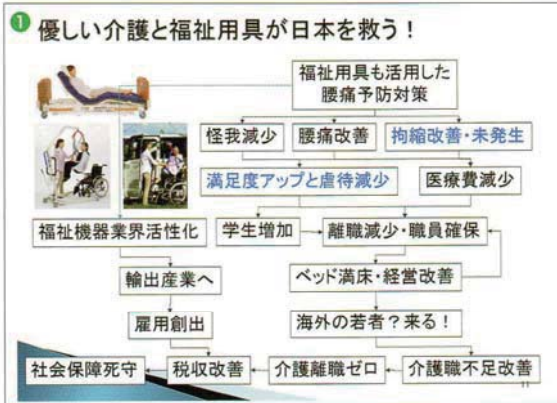 ❶ 優しい介護と福祉用具が日本を救う！
福祉用具も活用した
腰痛予防対策
怪我減少
腰痛改善
拘縮改善・未発生
満足度アップと虐待減少
医療費減少
福祉機器業界活性化
学生増加
離職減少・職員確保
輸出産業へ
ベッド満床・経営改善
雇用創出
海外の若者？来る！
社会保障死守
税収改善
介護離職ゼロ
介護職不足改善
11